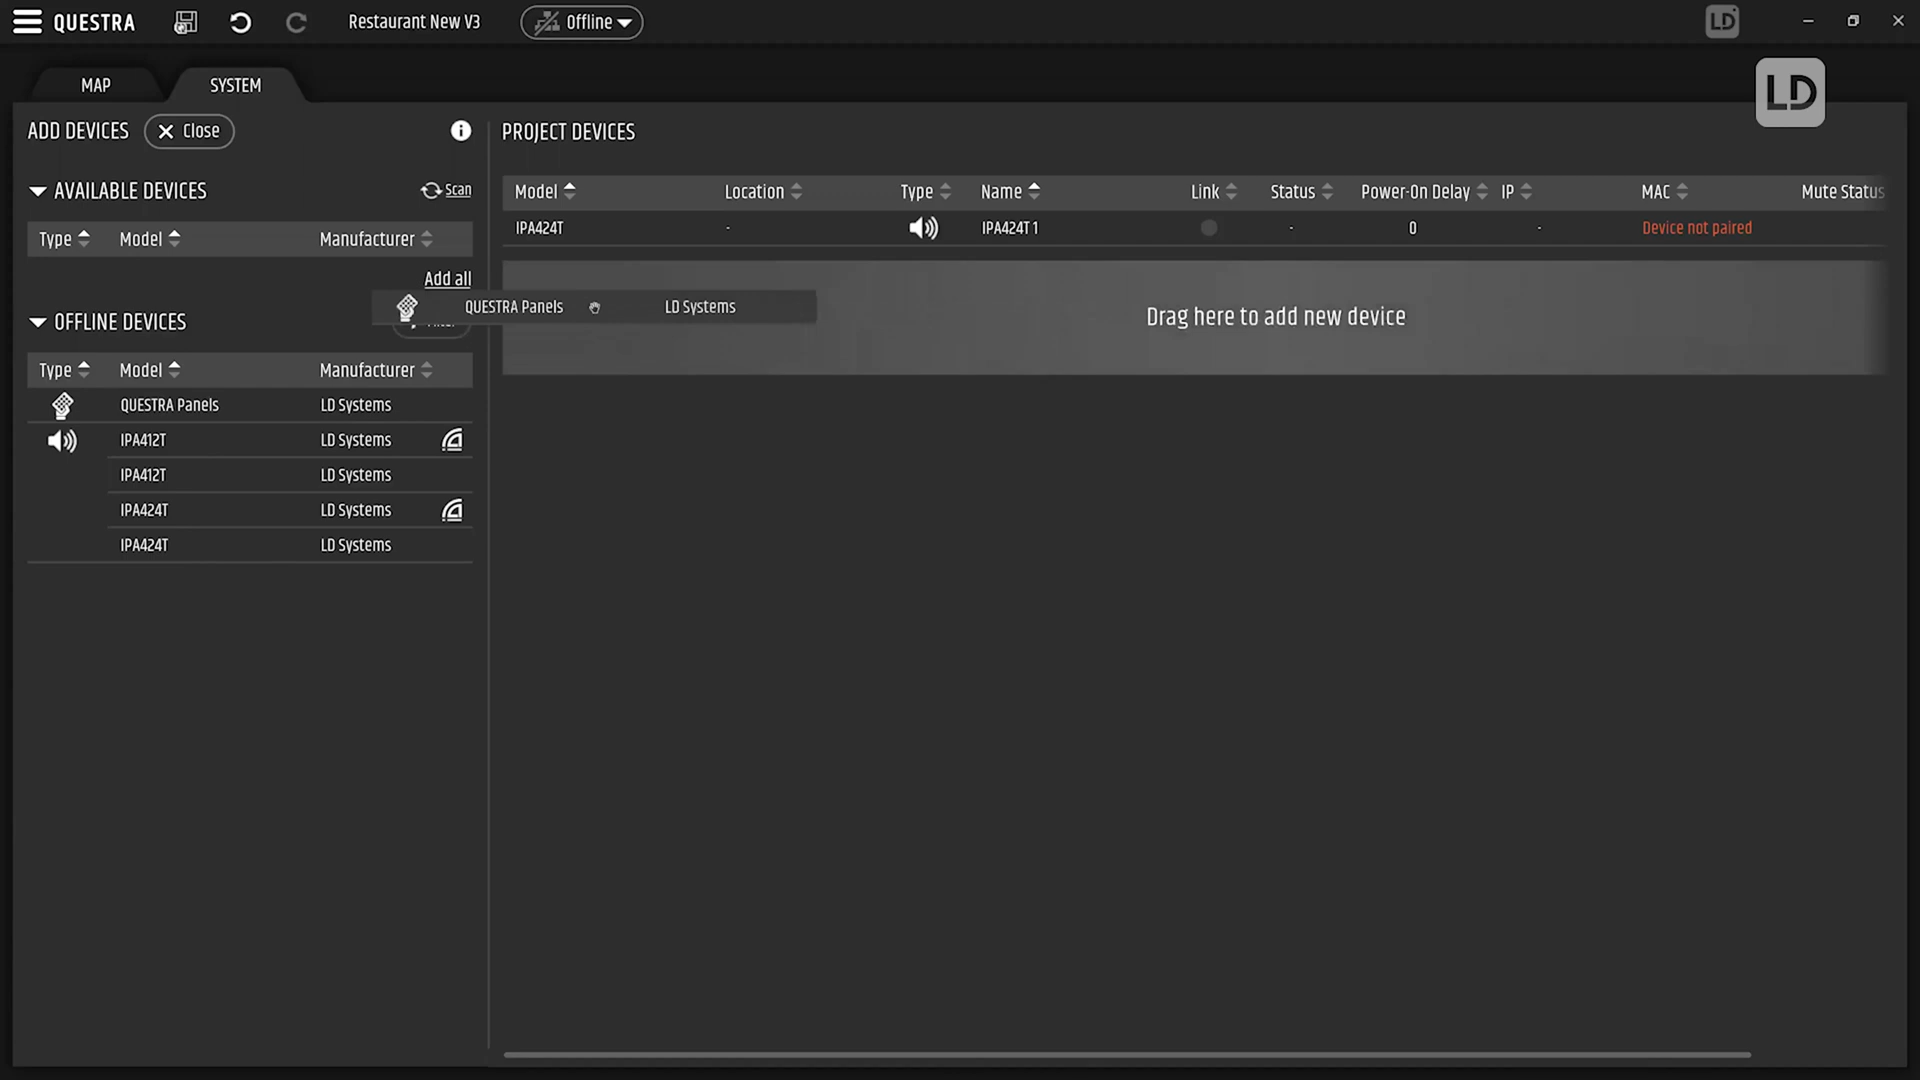 QUESTRA Restaurant New V3 Offline LD
MAP SYSTEM
LD
ADD DEVICES Close
AVAILABLE DEVICES Scan
Type Model Manufacturer
Add all
QUESTRA Panels LD Systems
OFFLINE DEVICES
Type Model Manufacturer
QUESTRA Panels LD Systems
IPA412T LD Systems
IPA412T LD Systems
IPA424T LD Systems
IPA424T LD Systems
PROJECT DEVICES
Model Location Type Name Link Status Power-On Delay IP MAC Mute Status
IPA424T - IPA424T 1 - 0 - Device not paired
Drag here to add new device